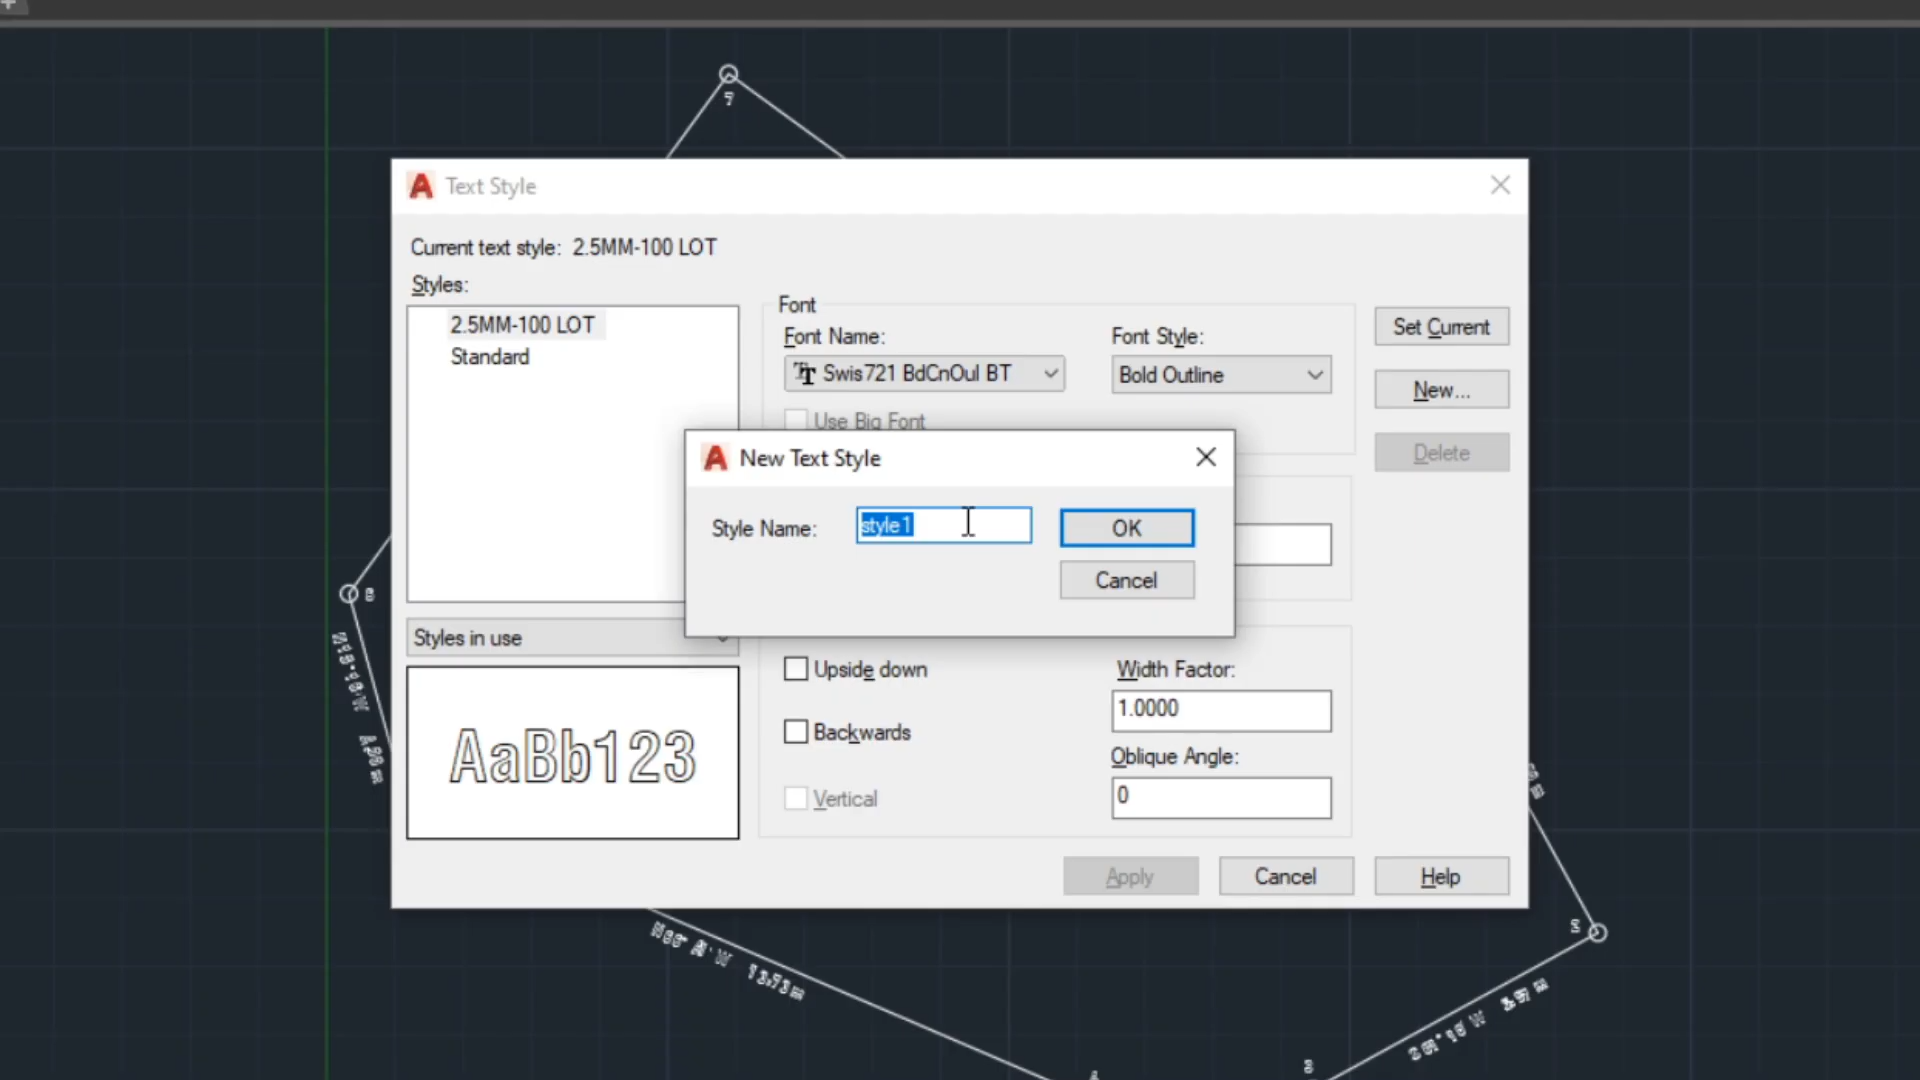 7
Text Style
Current text style: 2.5MM-100 LOT
Styles:
2.5MM-100 LOT
Standard
Font
Font Name:
Swis721 BdCnOul BT
Font Style:
Bold Outline
Set Current
New...
Delete
Use Big Font
New Text Style
Style Name:
style1
OK
Cancel
Styles in use
AaBb123
Upside down
Backwards
Vertical
Width Factor:
1.0000
Oblique Angle:
0
Apply
Cancel
Help
13.73 m